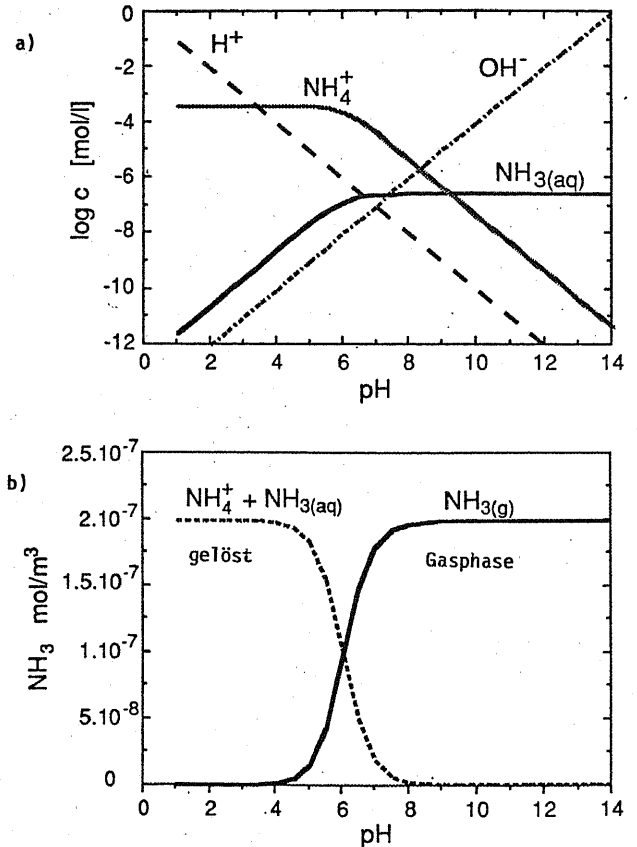 a)
0
-2
-4
-6
-8
-10
-12
log c [mol/l]
H+
NH4+
OH-
NH3(aq)
0 2 4 6 8 10 12 14
pH
b)
2.5.10-7
2.10-7
1.5.10-7
1.10-7
5.10-8
0
NH3 mol/m3
NH4+ + NH3(aq)
gelöst
NH3(g)
Gasphase
0 2 4 6 8 10 12 14
pH